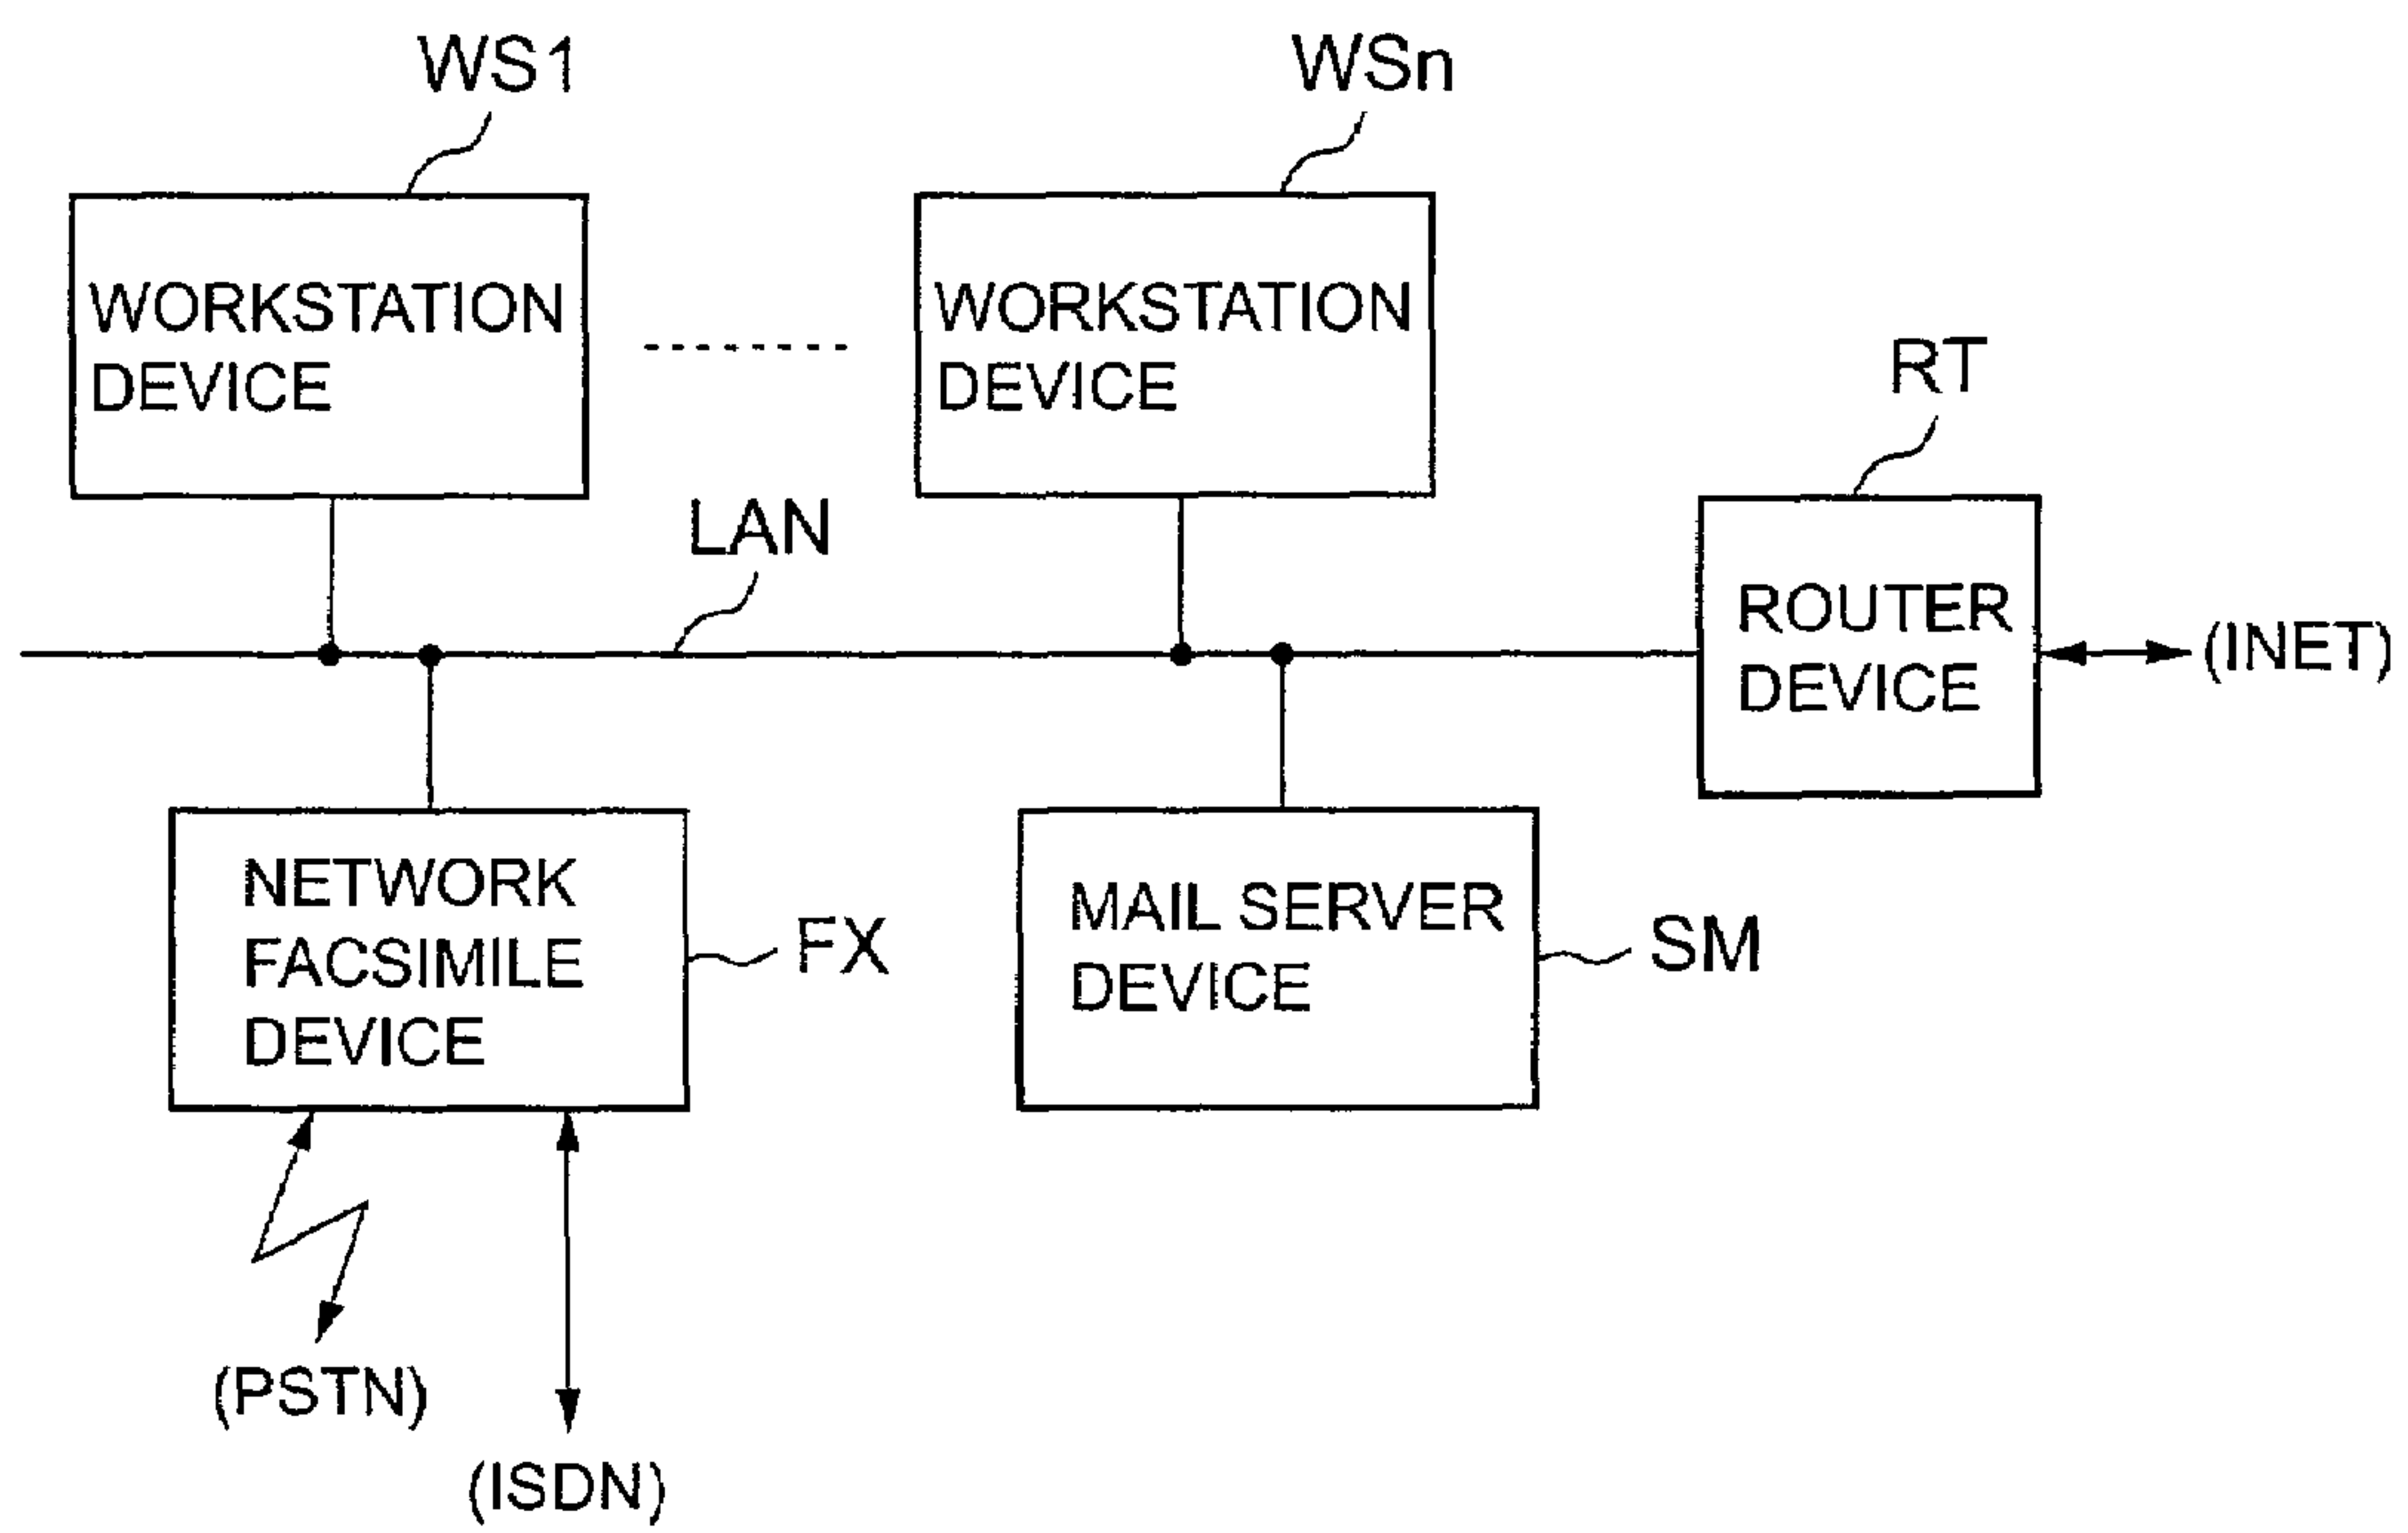 WS1
WSn
WORKSTATION
DEVICE
WORKSTATION
DEVICE
RT
LAN
ROUTER
DEVICE
(INET)
NETWORK
FACSIMILE
DEVICE
FX
MAIL SERVER
DEVICE
SM
(PSTN)
(ISDN)